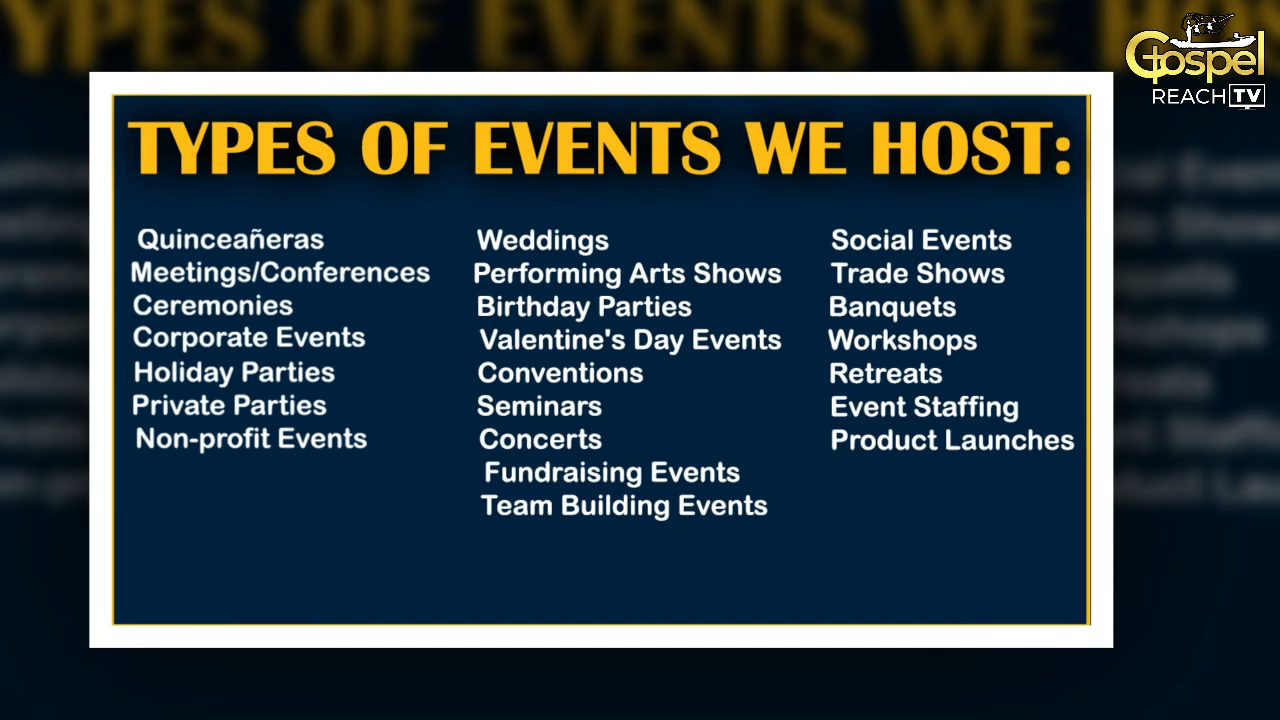 TYPES OF EVENTS WE HOST:
Quinceañeras
Meetings/Conferences
Ceremonies
Corporate Events
Holiday Parties
Private Parties
Non-profit Events
Weddings
Performing Arts Shows
Birthday Parties
Valentine's Day Events
Conventions
Seminars
Concerts
Fundraising Events
Team Building Events
Social Events
Trade Shows
Banquets
Workshops
Retreats
Event Staffing
Product Launches
Gospel
REACH TV